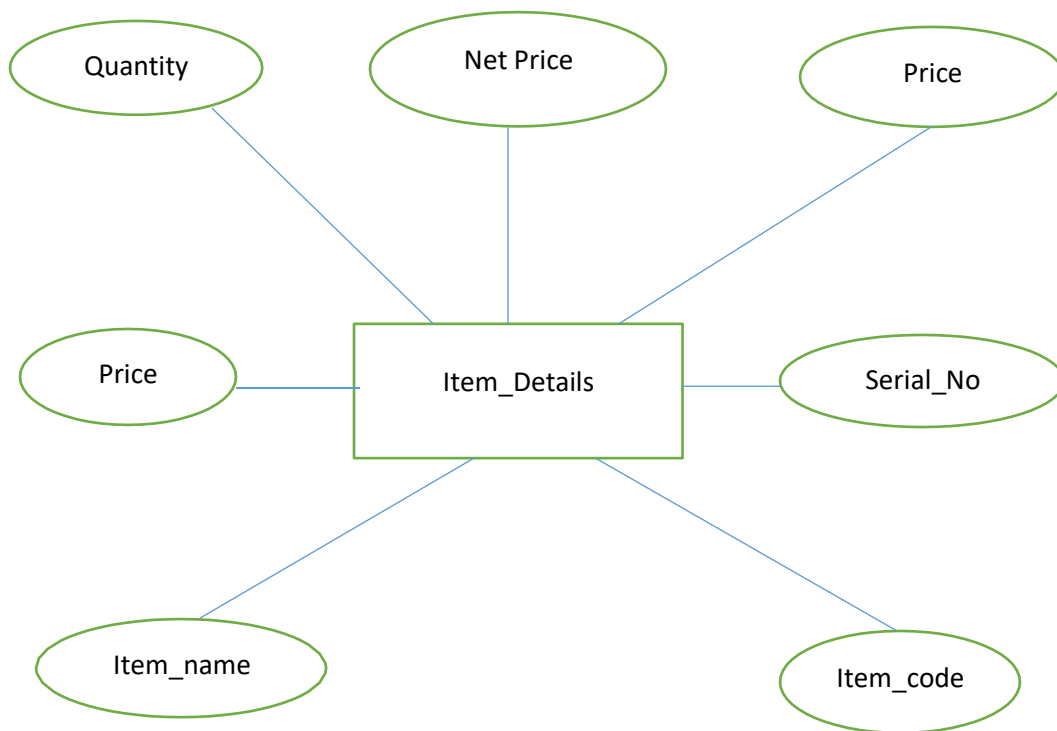 Quantity
Net Price
Price
Price
Item_Details
Serial_No
Item_name
Item_code